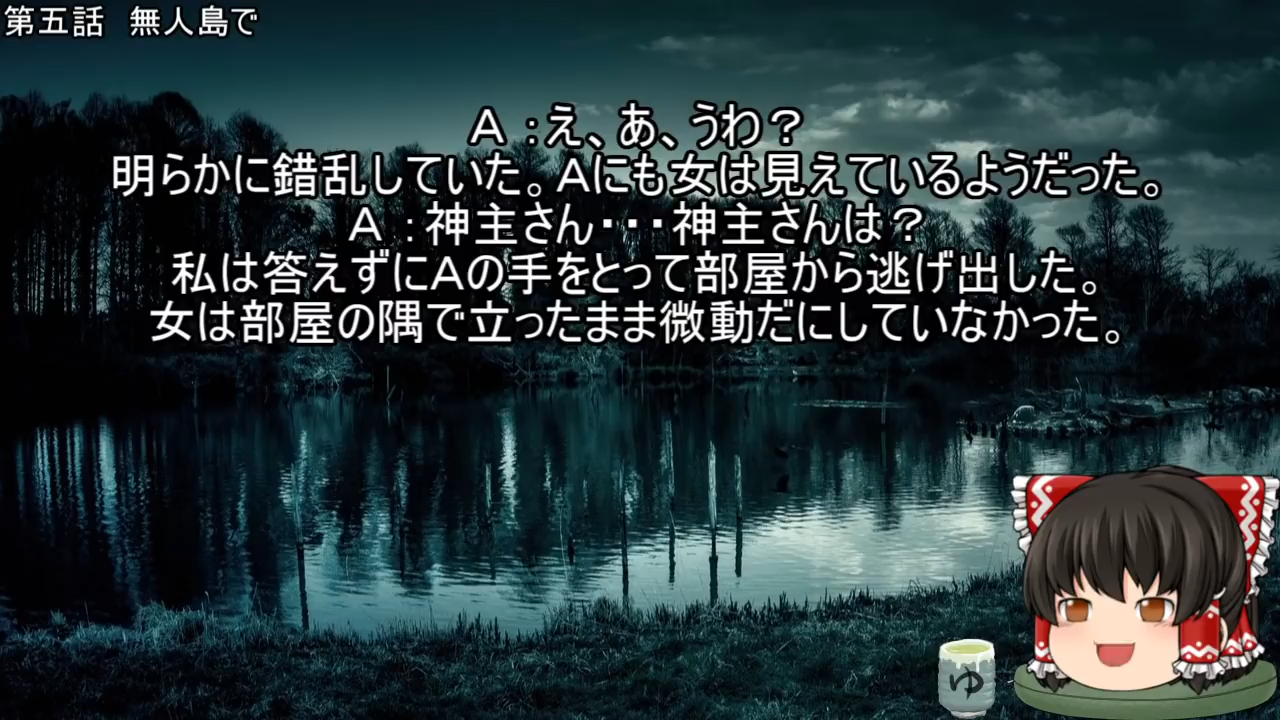 第五話　無人島で
Ａ：え、あ、うわ？
明らかに錯乱していた。Ａにも女は見えているようだった。
Ａ：神主さん・・・神主さんは？
私は答えずにＡの手をとって部屋から逃げ出した。
女は部屋の隅で立ったまま微動だにしていなかった。
ゆ